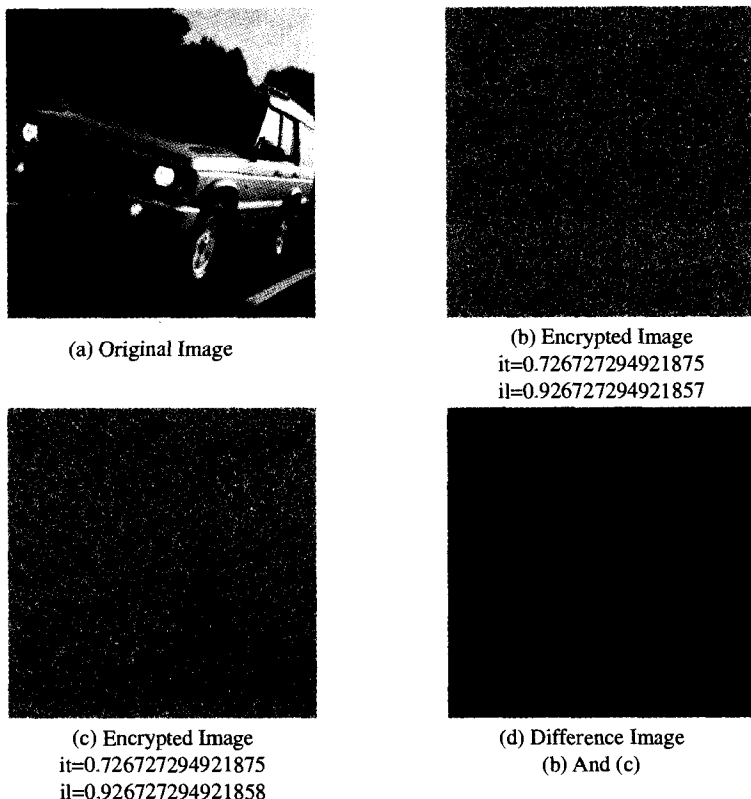 (a) Original Image
(b) Encrypted Image
it=0.726727294921875
il=0.926727294921857
(c) Encrypted Image
it=0.726727294921875
il=0.926727294921858
(d) Difference Image
(b) And (c)